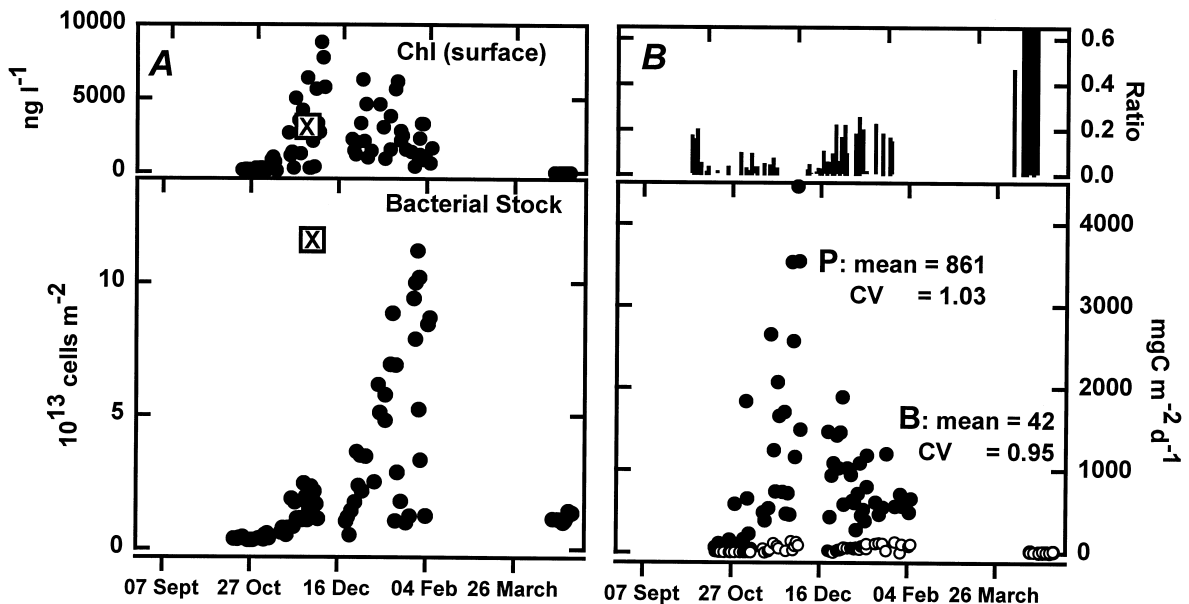 A
Chl (surface)
10000
5000
0
ng l-1
X
Bacterial Stock
X
10
5
0
10 13 cells m-2
07 Sept 27 Oct 16 Dec 04 Feb 26 March
B
0.6
0.4
0.2
0.0
Ratio
4000
3000
2000
1000
0
mgC m-2 d-1
P: mean = 861
CV = 1.03
B: mean = 42
CV = 0.95
07 Sept 27 Oct 16 Dec 04 Feb 26 March